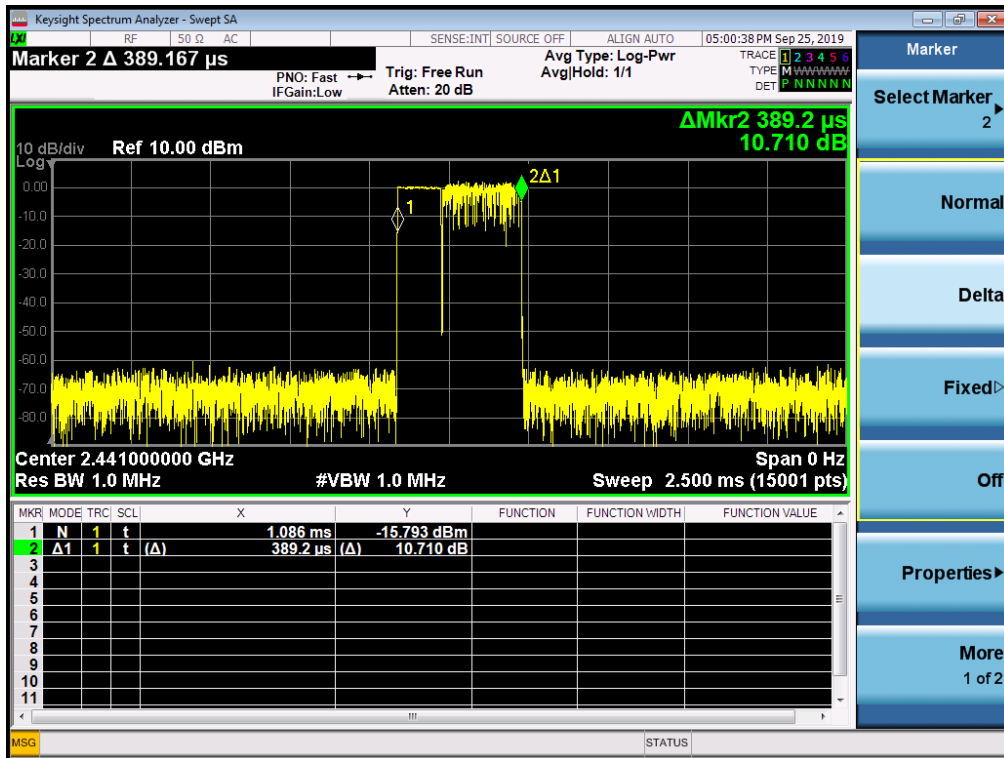 Keysight Spectrum Analyzer - Swept SA
LXI RF 50 Ω AC SENSE:INT SOURCE OFF ALIGN AUTO 05:00:38 PM Sep 25, 2019
Marker 2 Δ 389.167 µs
PNO: Fast
IFGain:Low
Trig: Free Run
Atten: 20 dB
Avg Type: Log-Pwr
Avg|Hold: 1/1
TRACE 1 2 3 4 5 6
TYPE M WWWWW
DET P N N N N N
ΔMkr2 389.2 µs
10.710 dB
10 dB/div Ref 10.00 dBm
Log
0.00
-10.0
-20.0
-30.0
-40.0
-50.0
-60.0
-70.0
-80.0
1
2Δ1
Center 2.441000000 GHz Span 0 Hz
Res BW 1.0 MHz #VBW 1.0 MHz Sweep 2.500 ms (15001 pts)
MKR MODE TRC SCL X Y FUNCTION FUNCTION WIDTH FUNCTION VALUE
1 N 1 t 1.086 ms -15.793 dBm
2 Δ1 1 t (Δ) 389.2 µs (Δ) 10.710 dB
3
4
5
6
7
8
9
10
11
MSG STATUS
Marker
Select Marker
2
Normal
Delta
Fixed
Off
Properties
More
1 of 2